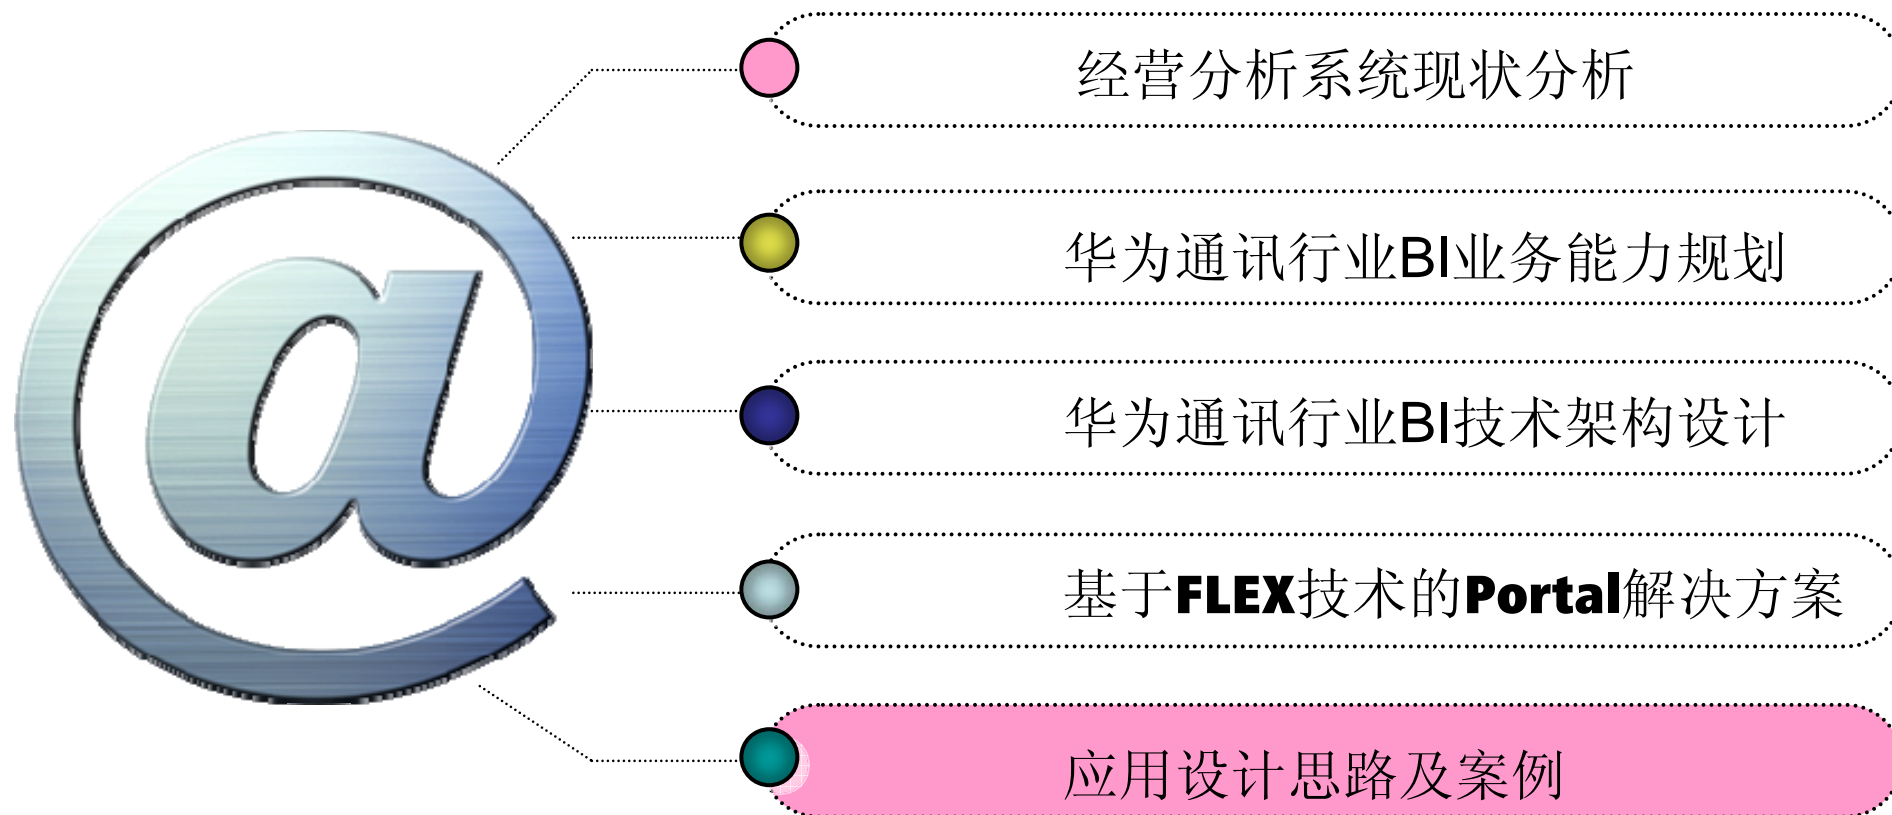 经营分析系统现状分析
华为通讯行业BI业务能力规划
华为通讯行业BI技术架构设计
基于FLEX技术的Portal解决方案
应用设计思路及案例